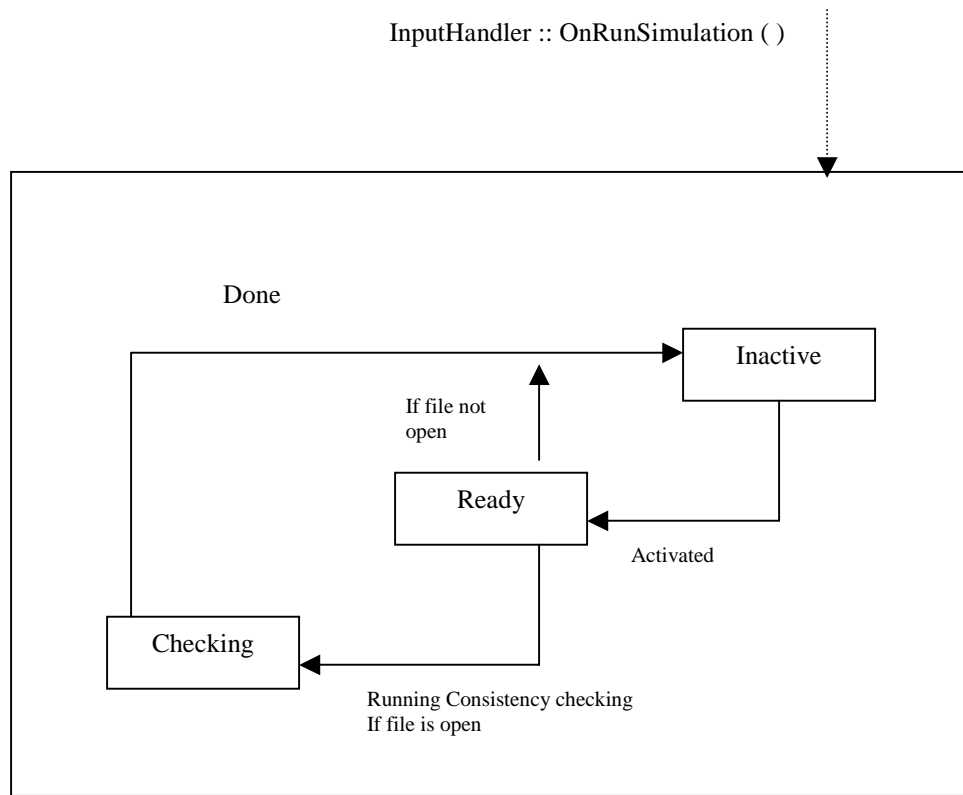 InputHandler :: OnRunSimulation ( )
Done
Inactive
If file not
open
Ready
Activated
Checking
Running Consistency checking
If file is open